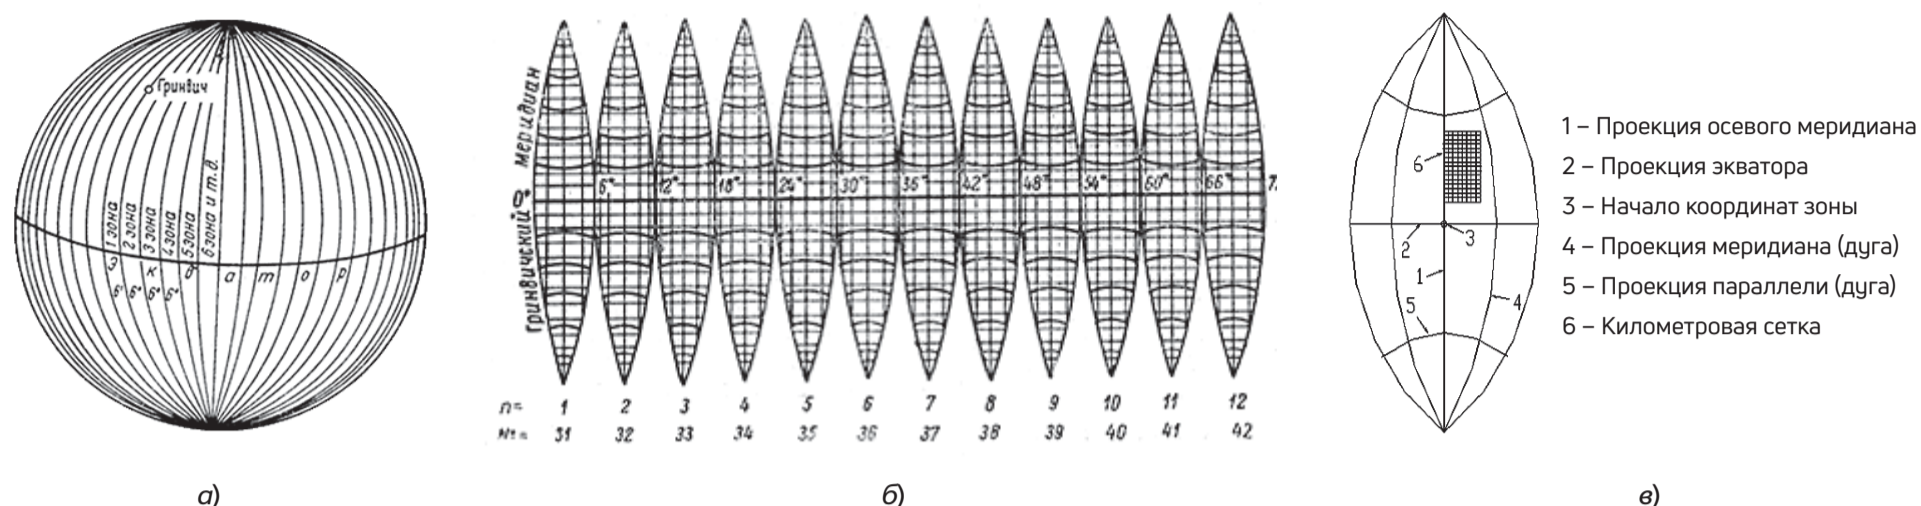 Гринвич
1 зона
2 зона
3 зона
4 зона
5 зона
6 зона и т.д.
Э к в а т о р
6° 6° 6° 6°
а)
Гринвичский меридиан
0° 6° 12° 18° 24° 30° 36° 42° 48° 54° 60° 66°
n= 1 2 3 4 5 6 7 8 9 10 11 12
31 32 33 34 35 36 37 38 39 40 41 42
б)
6
2
3
1
5
4
1 – Проекция осевого меридиана
2 – Проекция экватора
3 – Начало координат зоны
4 – Проекция меридиана (дуга)
5 – Проекция параллели (дуга)
6 – Километровая сетка
в)